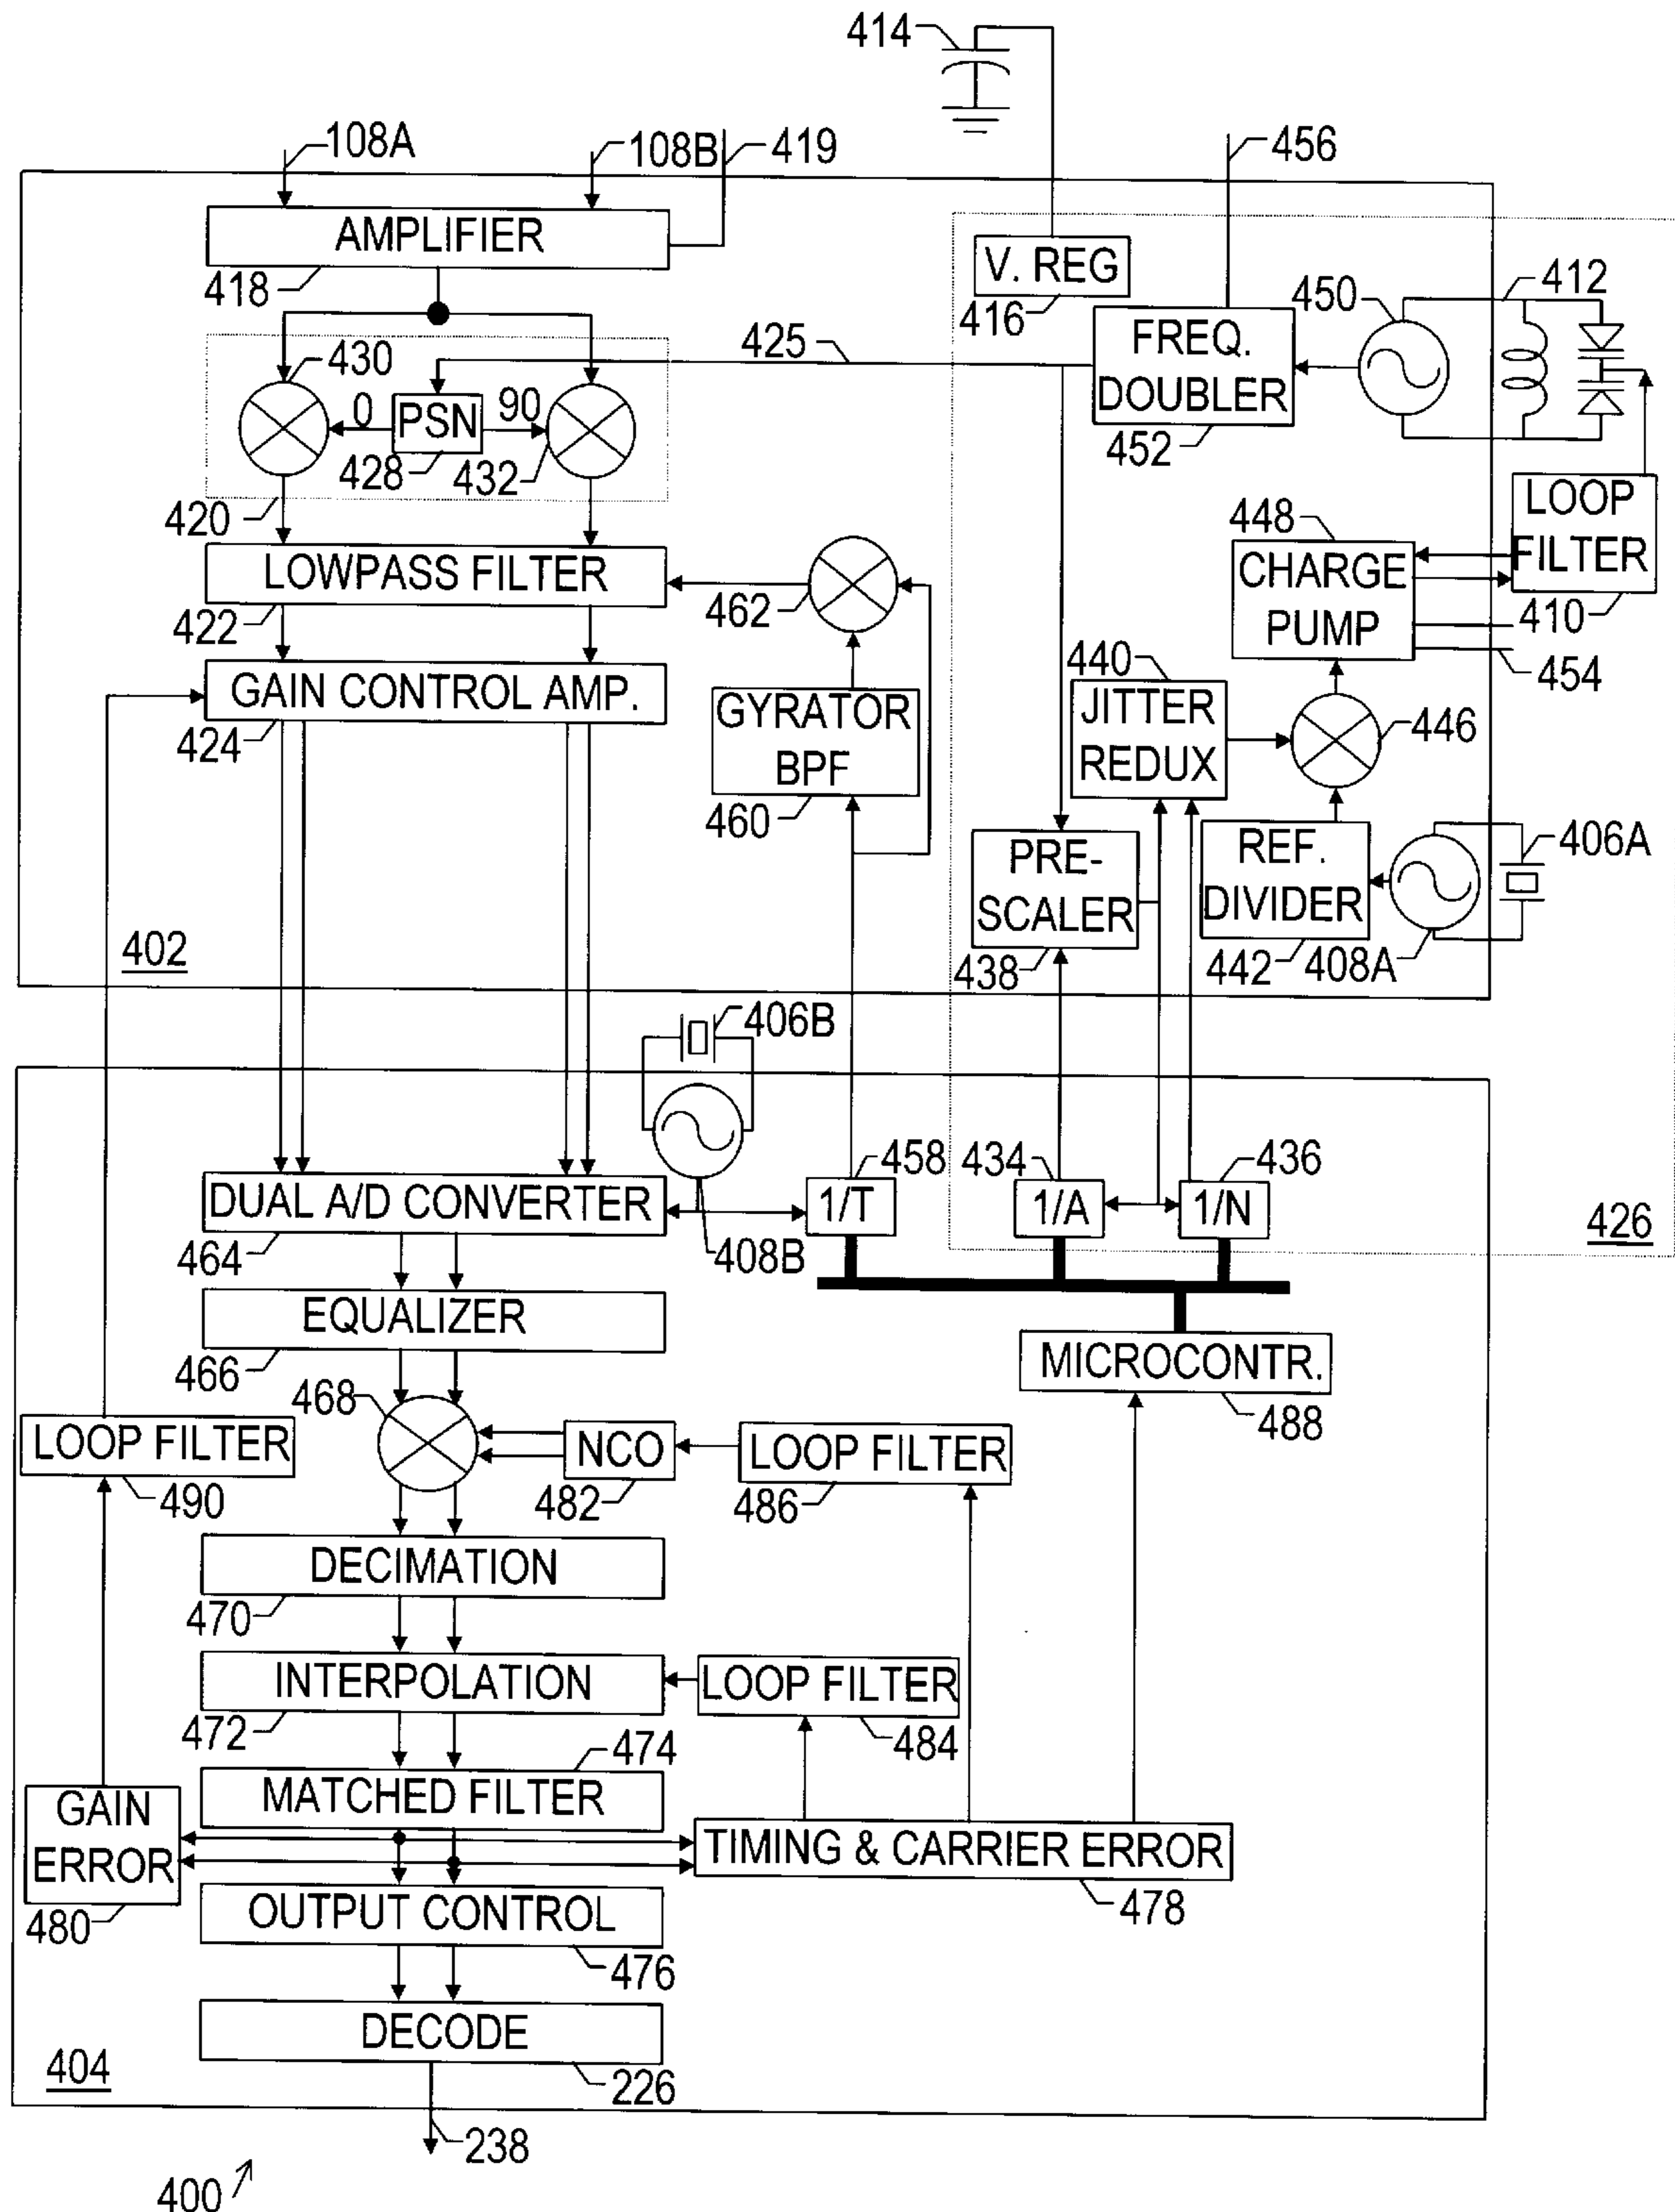 414
108A
108B
419
456
AMPLIFIER
418
V. REG
416
425
FREQ.
DOUBLER
452
450
412
430
0
PSN
90
428
432
420
LOWPASS FILTER
422
462
448
CHARGE
PUMP
LOOP
FILTER
410
454
GAIN CONTROL AMP.
424
GYRATOR
BPF
460
440
JITTER
REDUX
446
PRE-
SCALER
438
REF.
DIVIDER
442
408A
406A
402
406B
DUAL A/D CONVERTER
464
408B
458
1/T
434
1/A
436
1/N
426
EQUALIZER
466
MICROCONTR.
488
468
LOOP FILTER
490
NCO
482
LOOP FILTER
486
DECIMATION
470
INTERPOLATION
472
LOOP FILTER
484
474
MATCHED FILTER
GAIN
ERROR
480
TIMING & CARRIER ERROR
478
OUTPUT CONTROL
476
DECODE
226
404
238
400